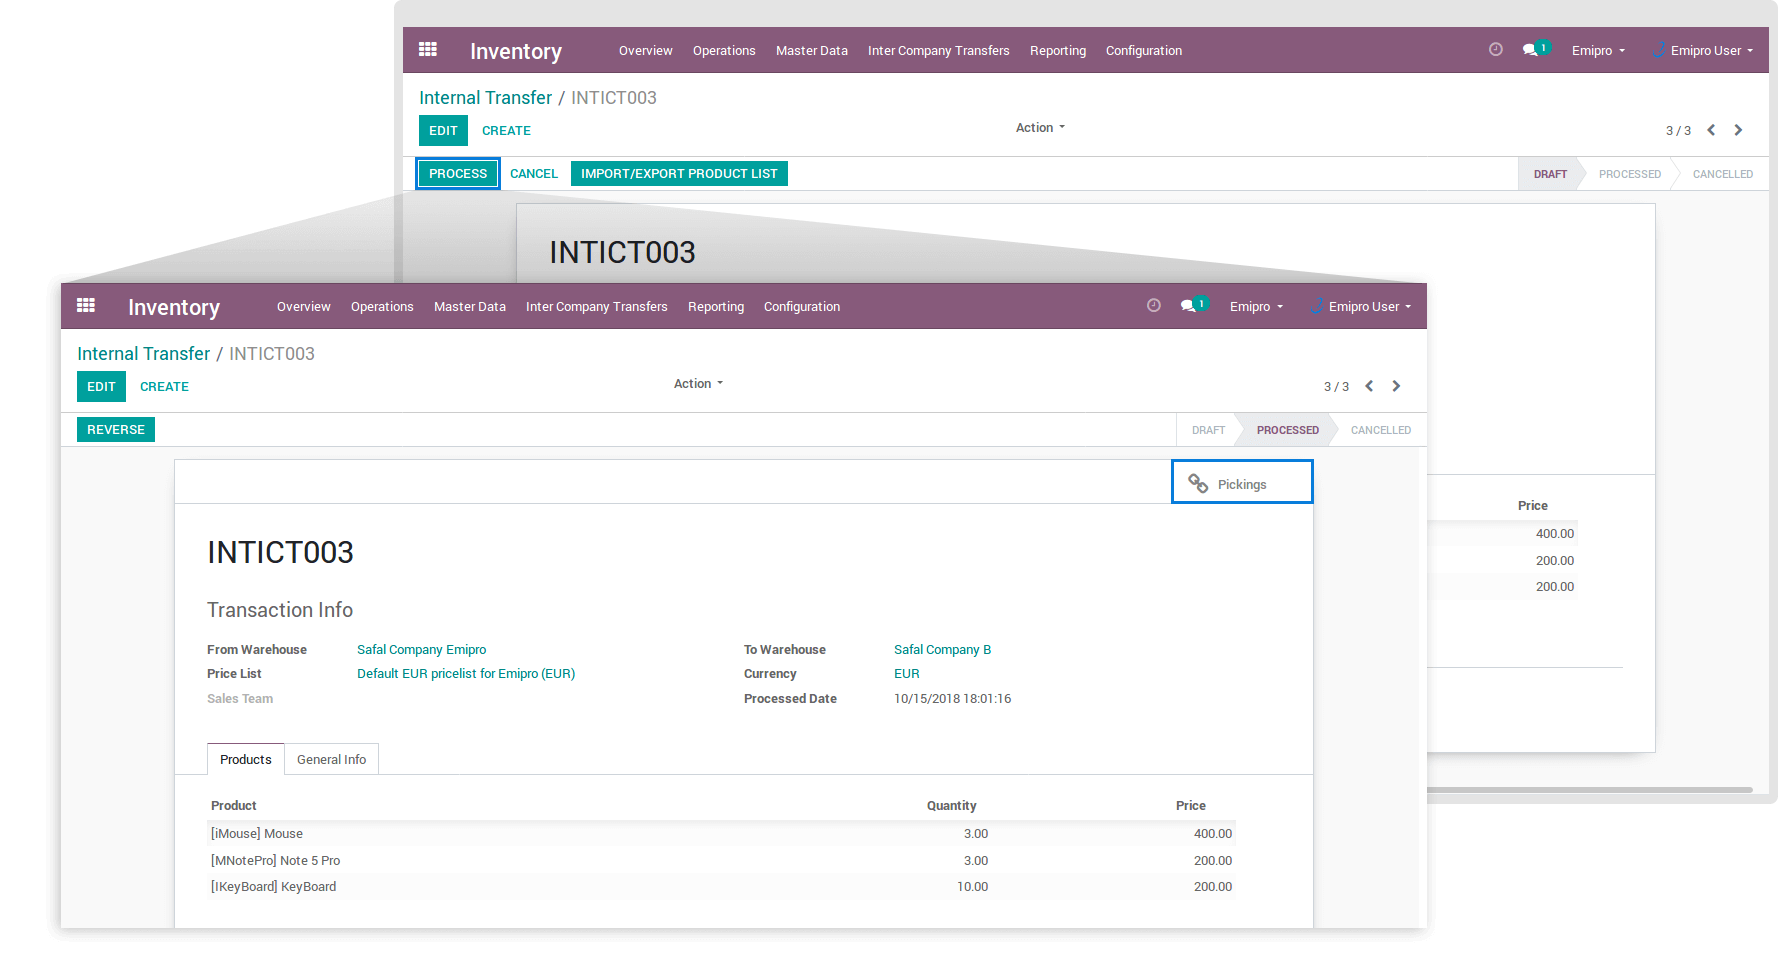 Inventory Overview Operations Master Data Inter Company Transfers Reporting Configuration 1 Emipro Emipro User
Internal Transfer / INTICT003
EDIT CREATE Action 3 / 3
PROCESS CANCEL IMPORT/EXPORT PRODUCT LIST DRAFT PROCESSED CANCELLED
INTICT003
Price
400.00
200.00
200.00
Inventory Overview Operations Master Data Inter Company Transfers Reporting Configuration 1 Emipro Emipro User
Internal Transfer / INTICT003
EDIT CREATE Action 3 / 3
REVERSE DRAFT PROCESSED CANCELLED
Pickings
INTICT003
Transaction Info
From Warehouse Safal Company Emipro To Warehouse Safal Company B
Price List Default EUR pricelist for Emipro (EUR) Currency EUR
Sales Team Processed Date 10/15/2018 18:01:16
Products General Info
Product Quantity Price
[iMouse] Mouse 3.00 400.00
[MNotePro] Note 5 Pro 3.00 200.00
[IKeyBoard] KeyBoard 10.00 200.00